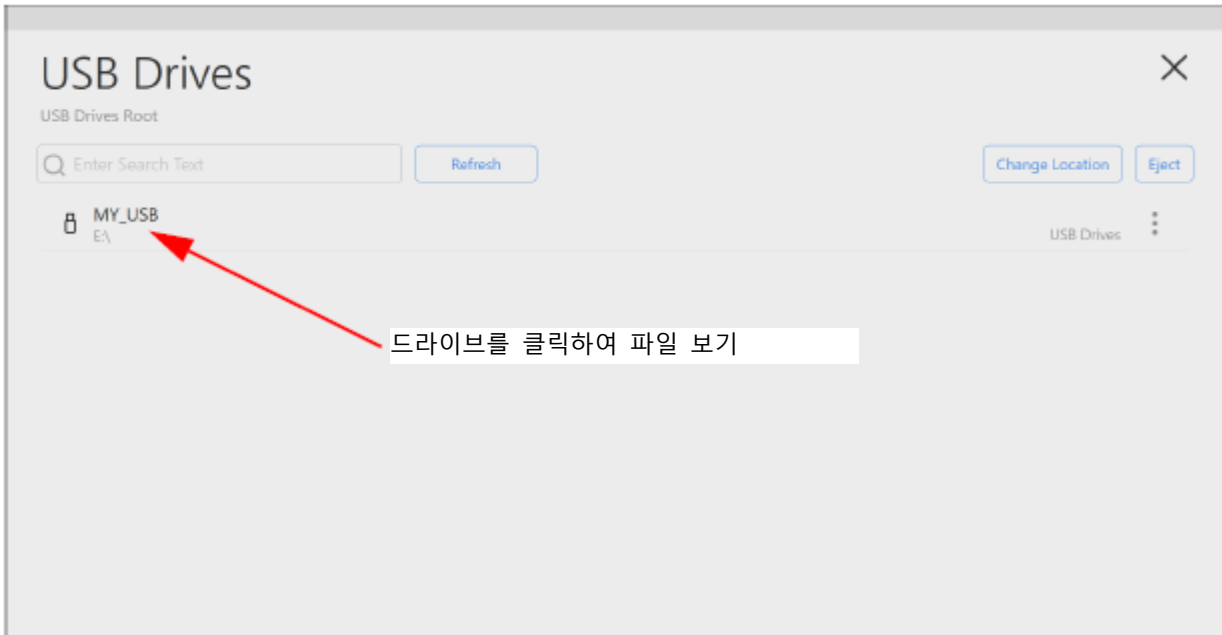 USB Drives
USB Drives Root
Enter Search Text
Refresh
Change Location
Eject
MY_USB
E:\
USB Drives
드라이브를 클릭하여 파일 보기